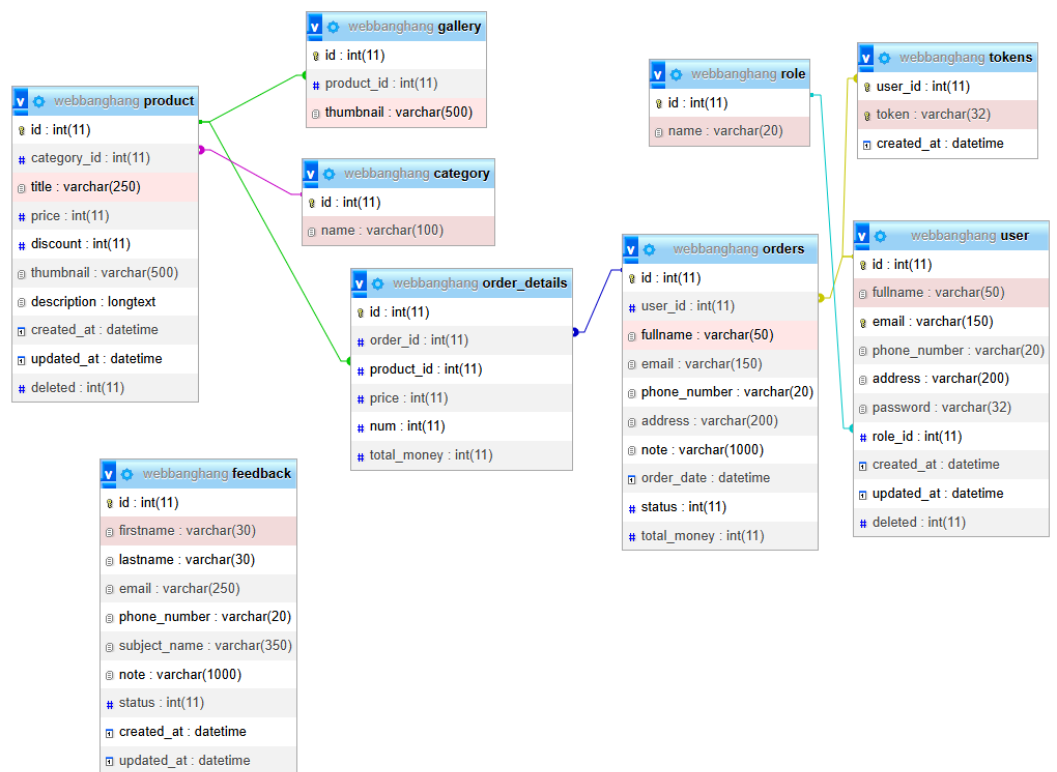 v webbanghang product
id : int(11)
# category_id : int(11)
title : varchar(250)
# price : int(11)
# discount : int(11)
thumbnail : varchar(500)
description : longtext
created_at : datetime
updated_at : datetime
# deleted : int(11)
v webbanghang gallery
id : int(11)
# product_id : int(11)
thumbnail : varchar(500)
v webbanghang category
id : int(11)
name : varchar(100)
v webbanghang order_details
id : int(11)
# order_id : int(11)
# product_id : int(11)
# price : int(11)
# num : int(11)
# total_money : int(11)
v webbanghang feedback
id : int(11)
firstname : varchar(30)
lastname : varchar(30)
email : varchar(250)
phone_number : varchar(20)
subject_name : varchar(350)
note : varchar(1000)
# status : int(11)
created_at : datetime
updated_at : datetime
v webbanghang role
id : int(11)
name : varchar(20)
v webbanghang orders
id : int(11)
# user_id : int(11)
fullname : varchar(50)
email : varchar(150)
phone_number : varchar(20)
address : varchar(200)
note : varchar(1000)
order_date : datetime
# status : int(11)
# total_money : int(11)
v webbanghang tokens
user_id : int(11)
token : varchar(32)
created_at : datetime
v webbanghang user
id : int(11)
fullname : varchar(50)
email : varchar(150)
phone_number : varchar(20)
address : varchar(200)
password : varchar(32)
# role_id : int(11)
created_at : datetime
updated_at : datetime
# deleted : int(11)